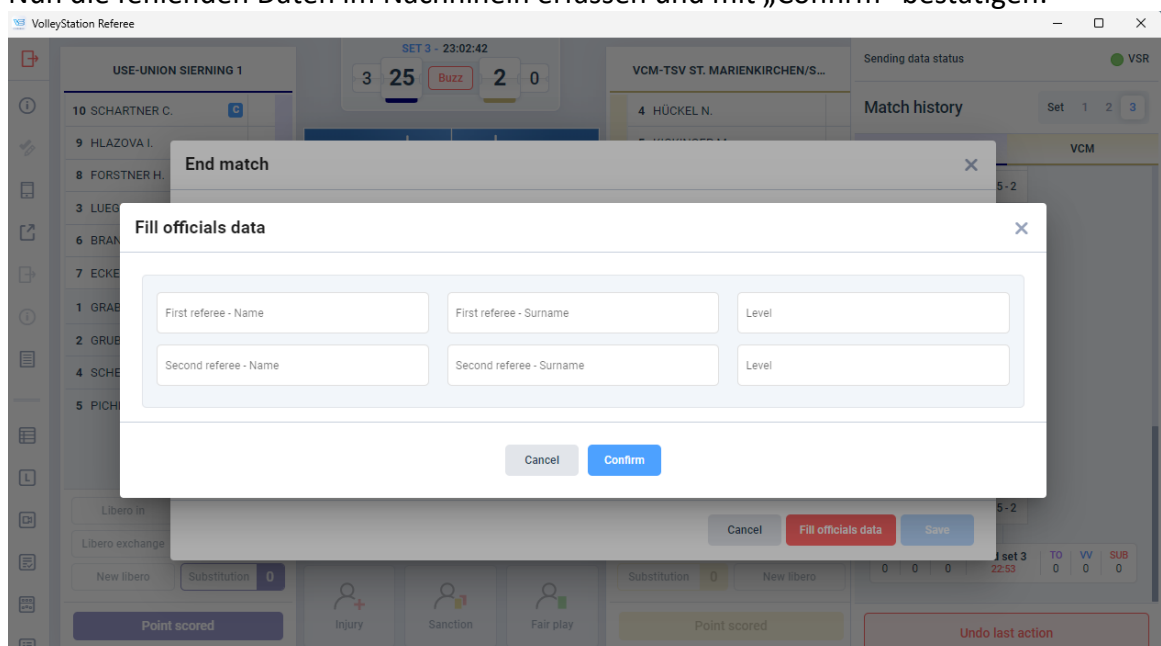 Nun die fehlenden Daten im Nachhinein erfassen und mit „Confirm“ bestätigen.
VolleyStation Referee
SET 3 - 23:02:42
USE-UNION SIERNING 1
3 25 Buzz 2 0
VCM-TSV ST. MARIENKIRCHEN/S...
Sending data status
VSR
10 SCHARTNER C. C
4 HÜCKEL N.
Match history
Set 1 2 3
9 HLAZOVA I.
VCM
End match
8 FORSTNER H.
5 - 2
3 LUEG
Fill officials data
6 BRAN
7 ECKE
1 GRAB
First referee - Name
First referee - Surname
Level
2 GRUB
Second referee - Name
Second referee - Surname
Level
4 SCHE
5 PICH
Cancel
Confirm
Libero in
5 - 2
Cancel
Fill officials data
Save
Libero exchange
set 3
TO VV SUB
0 0 0
22:53
0 0 0
New libero
Substitution 0
Substitution 0
New libero
Point scored
Injury
Sanction
Fair play
Point scored
Undo last action